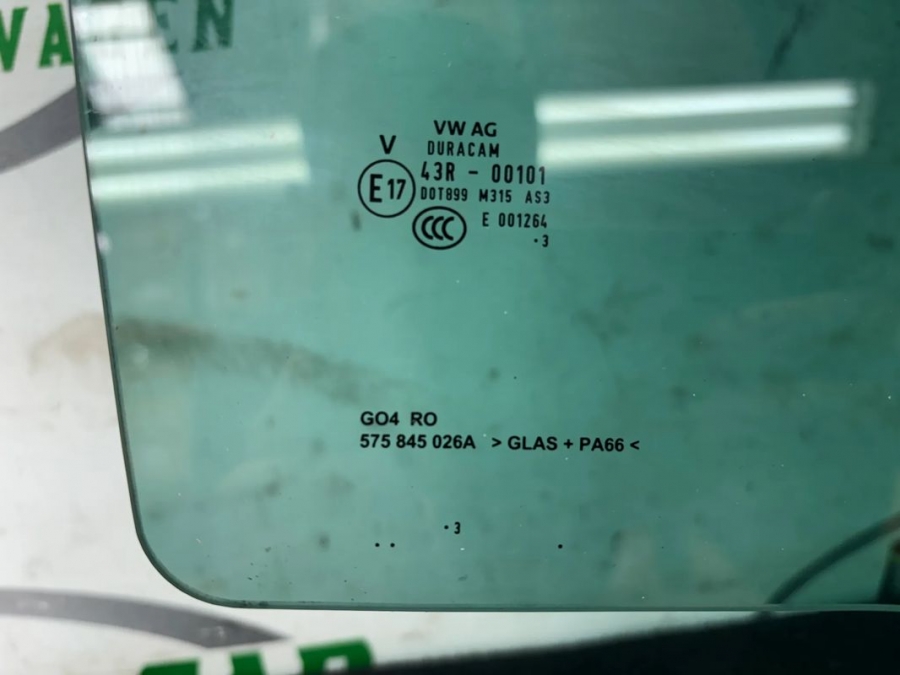 VW AG
DURACAM
V
E 17
43R - 00101
DOT899 M315 AS3
CCC
E 001264
·3
GO4 RO
575 845 026A >GLAS + PA66<
·3